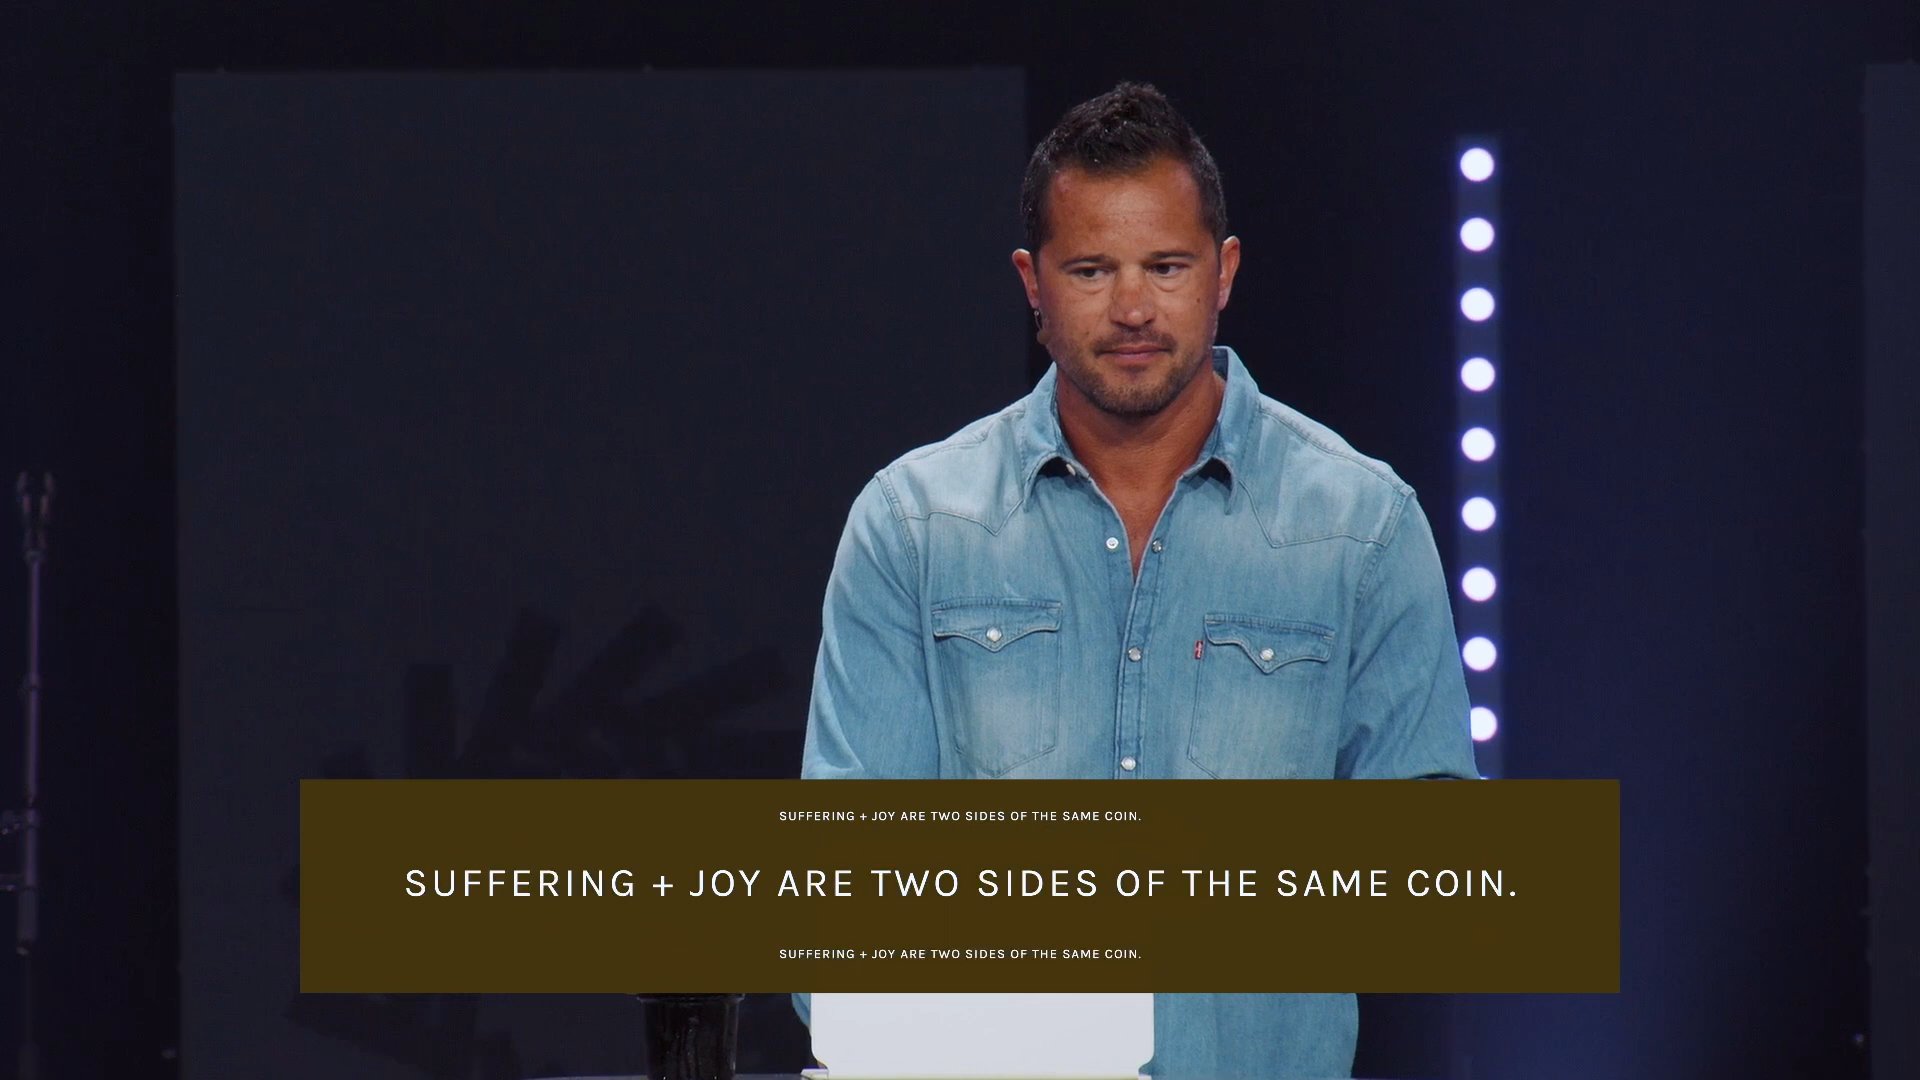 SUFFERING + JOY ARE TWO SIDES OF THE SAME COIN.
SUFFERING + JOY ARE TWO SIDES OF THE SAME COIN.
SUFFERING + JOY ARE TWO SIDES OF THE SAME COIN.